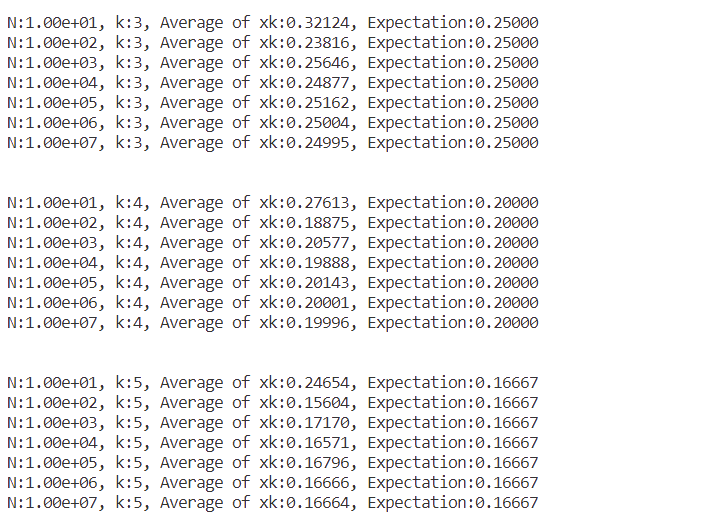 N:1.00e+01, k:3, Average of xk:0.32124, Expectation:0.25000
N:1.00e+02, k:3, Average of xk:0.23816, Expectation:0.25000
N:1.00e+03, k:3, Average of xk:0.25646, Expectation:0.25000
N:1.00e+04, k:3, Average of xk:0.24877, Expectation:0.25000
N:1.00e+05, k:3, Average of xk:0.25162, Expectation:0.25000
N:1.00e+06, k:3, Average of xk:0.25004, Expectation:0.25000
N:1.00e+07, k:3, Average of xk:0.24995, Expectation:0.25000
N:1.00e+01, k:4, Average of xk:0.27613, Expectation:0.20000
N:1.00e+02, k:4, Average of xk:0.18875, Expectation:0.20000
N:1.00e+03, k:4, Average of xk:0.20577, Expectation:0.20000
N:1.00e+04, k:4, Average of xk:0.19888, Expectation:0.20000
N:1.00e+05, k:4, Average of xk:0.20143, Expectation:0.20000
N:1.00e+06, k:4, Average of xk:0.20001, Expectation:0.20000
N:1.00e+07, k:4, Average of xk:0.19996, Expectation:0.20000
N:1.00e+01, k:5, Average of xk:0.24654, Expectation:0.16667
N:1.00e+02, k:5, Average of xk:0.15604, Expectation:0.16667
N:1.00e+03, k:5, Average of xk:0.17170, Expectation:0.16667
N:1.00e+04, k:5, Average of xk:0.16571, Expectation:0.16667
N:1.00e+05, k:5, Average of xk:0.16796, Expectation:0.16667
N:1.00e+06, k:5, Average of xk:0.16666, Expectation:0.16667
N:1.00e+07, k:5, Average of xk:0.16664, Expectation:0.16667